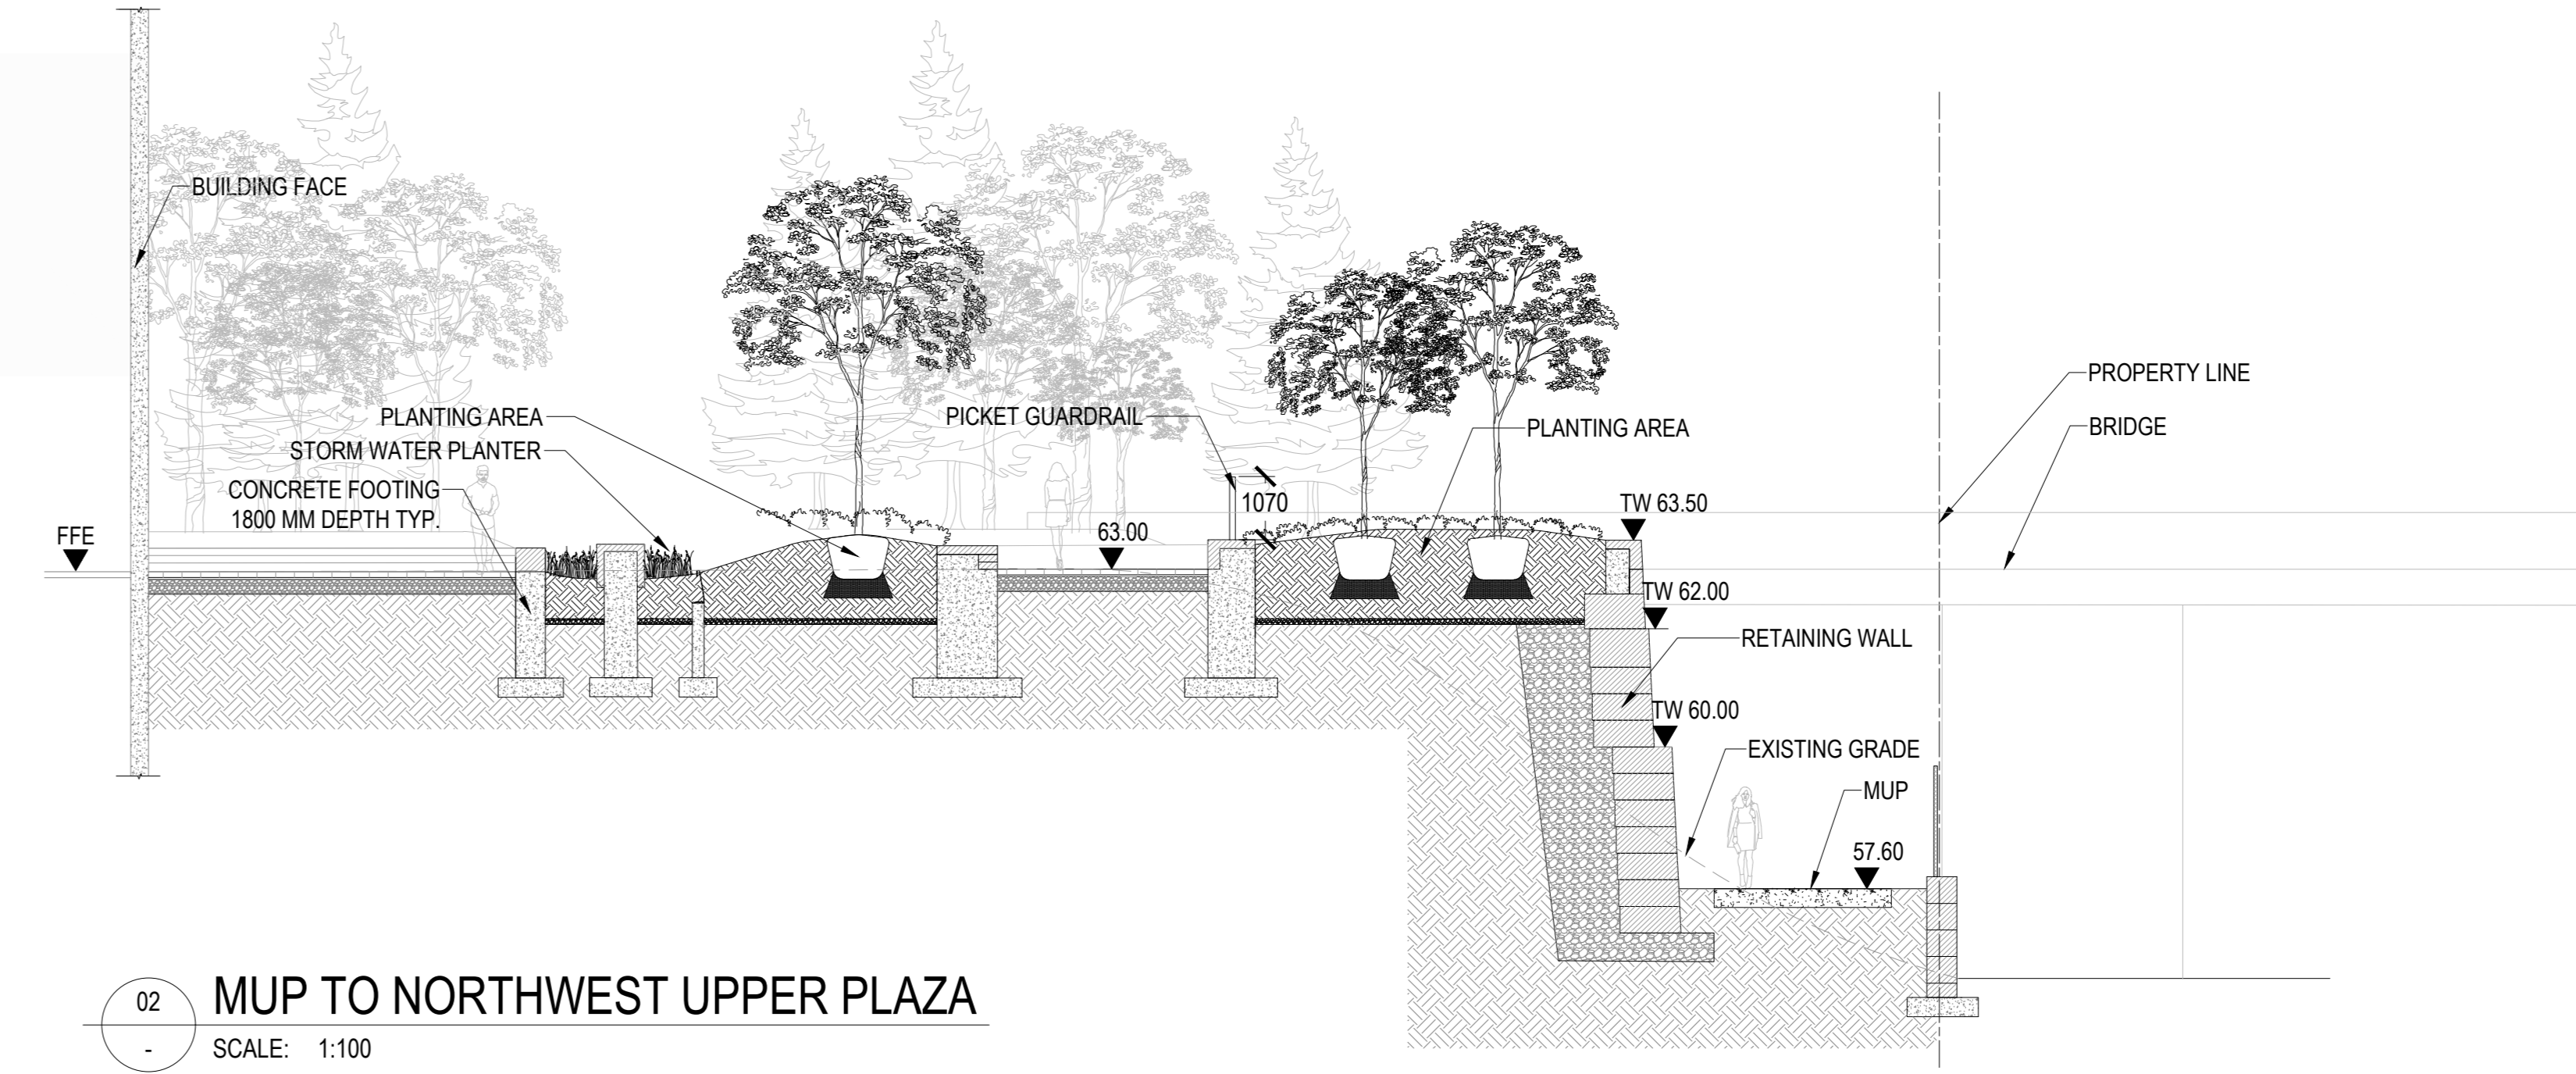 BUILDING FACE
PROPERTY LINE
BRIDGE
PLANTING AREA
PICKET GUARDRAIL
PLANTING AREA
STORM WATER PLANTER
CONCRETE FOOTING
1800 MM DEPTH TYP.
1070
TW 63.50
FFE
63.00
TW 62.00
RETAINING WALL
TW 60.00
EXISTING GRADE
MUP
57.60
02
-
MUP TO NORTHWEST UPPER PLAZA
SCALE: 1:100